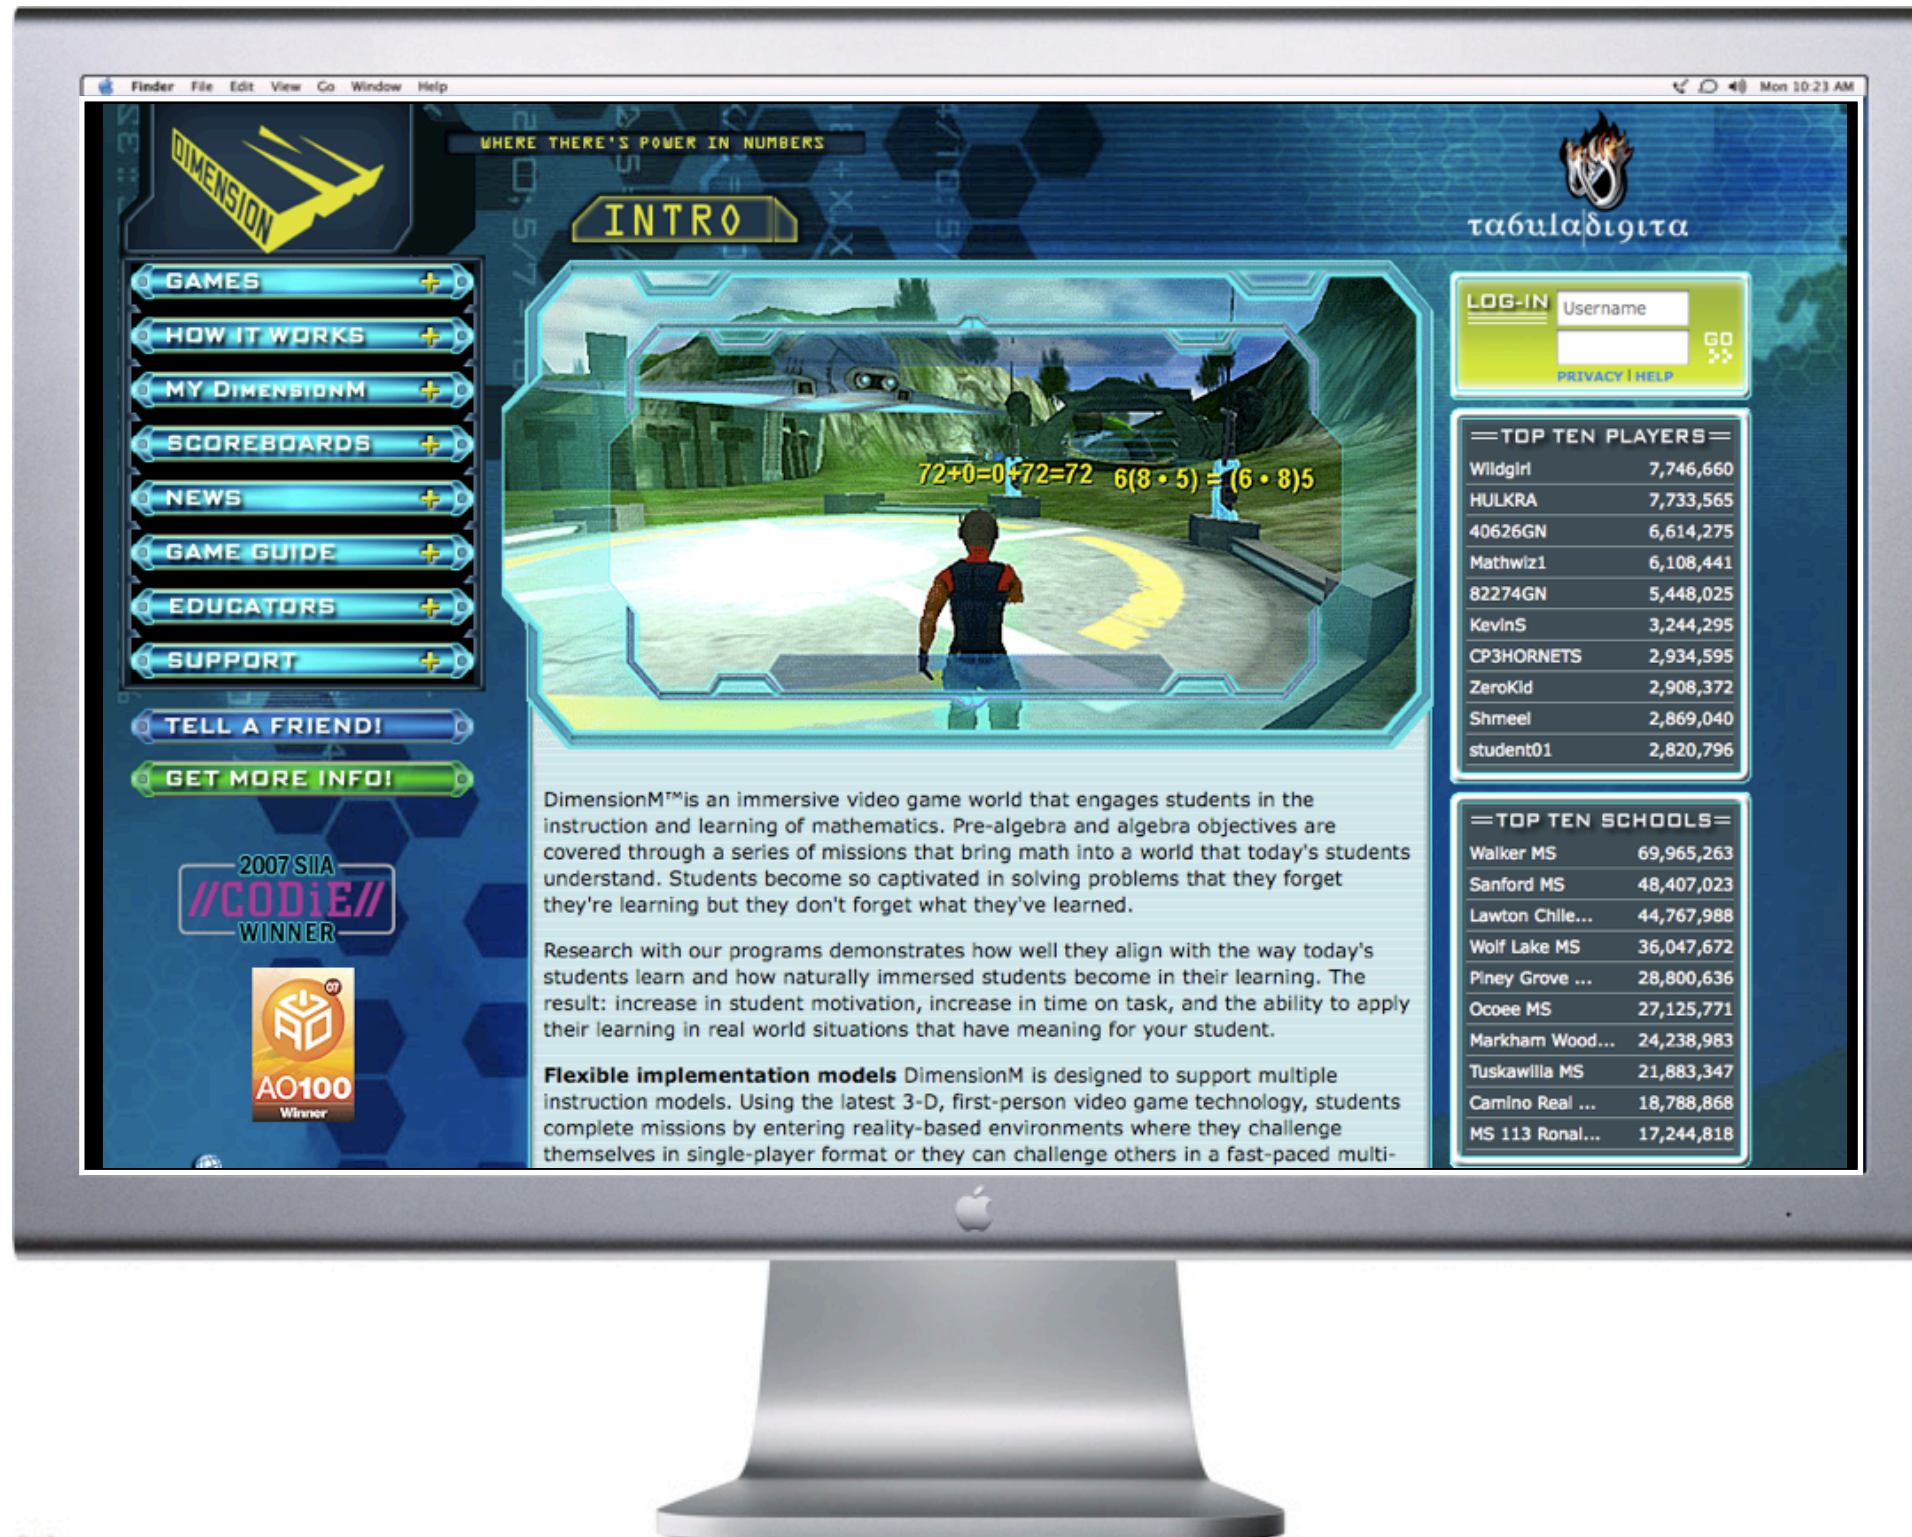 Finder File Edit View Go Window Help
Mon 10:23 AM
DIMENSION M
WHERE THERE'S POWER IN NUMBERS
INTRO
τabulaδιgιτα
GAMES
HOW IT WORKS
MY DIMENSIONM
SCOREBOARDS
NEWS
GAME GUIDE
EDUCATORS
SUPPORT
TELL A FRIEND!
GET MORE INFO!
2007 SIIA
//CODiE//
WINNER
07
AO100
Winner
72+0=0+72=72 6(8 • 5) = (6 • 8)5
DimensionM™is an immersive video game world that engages students in the
instruction and learning of mathematics. Pre-algebra and algebra objectives are
covered through a series of missions that bring math into a world that today's students
understand. Students become so captivated in solving problems that they forget
they're learning but they don't forget what they've learned.
Research with our programs demonstrates how well they align with the way today's
students learn and how naturally immersed students become in their learning. The
result: increase in student motivation, increase in time on task, and the ability to apply
their learning in real world situations that have meaning for your student.
Flexible implementation models DimensionM is designed to support multiple
instruction models. Using the latest 3-D, first-person video game technology, students
complete missions by entering reality-based environments where they challenge
themselves in single-player format or they can challenge others in a fast-paced multi-
LOG-IN Username
GO
PRIVACY | HELP
TOP TEN PLAYERS
Wildgirl 7,746,660
HULKRA 7,733,565
40626GN 6,614,275
Mathwiz1 6,108,441
82274GN 5,448,025
KevinS 3,244,295
CP3HORNETS 2,934,595
ZeroKid 2,908,372
Shmeel 2,869,040
student01 2,820,796
TOP TEN SCHOOLS
Walker MS 69,965,263
Sanford MS 48,407,023
Lawton Chile... 44,767,988
Wolf Lake MS 36,047,672
Piney Grove ... 28,800,636
Ocoee MS 27,125,771
Markham Wood... 24,238,983
Tuskawilla MS 21,883,347
Camino Real ... 18,788,868
MS 113 Ronal... 17,244,818